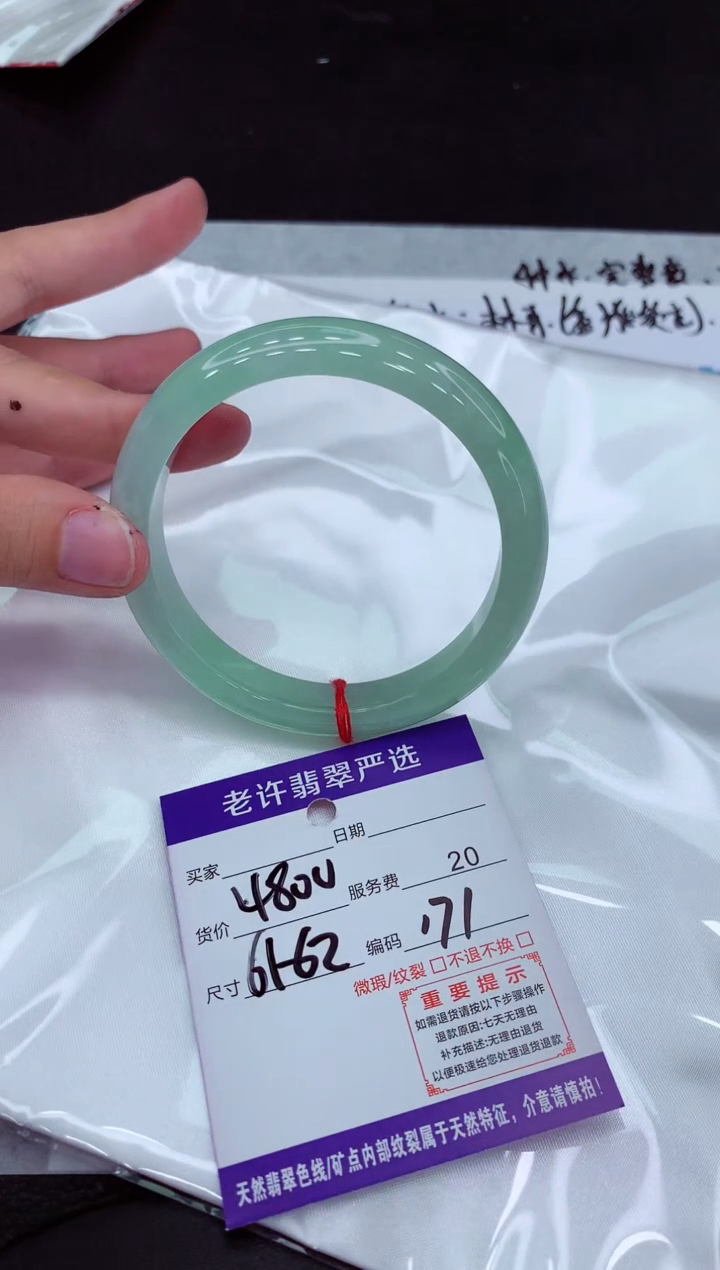 老许翡翠严选
买家 日期
货价 4800 服务费 20
尺寸 61-62 编码 171
微瑕/纹裂 □不退不换 □
重要提示
如需退货请按以下步骤操作
退款原因:七天无理由
补充描述:无理由退货
以便极速给您处理退货退款
天然翡翠色线/矿点内部纹裂属于天然特征，介意请慎拍!